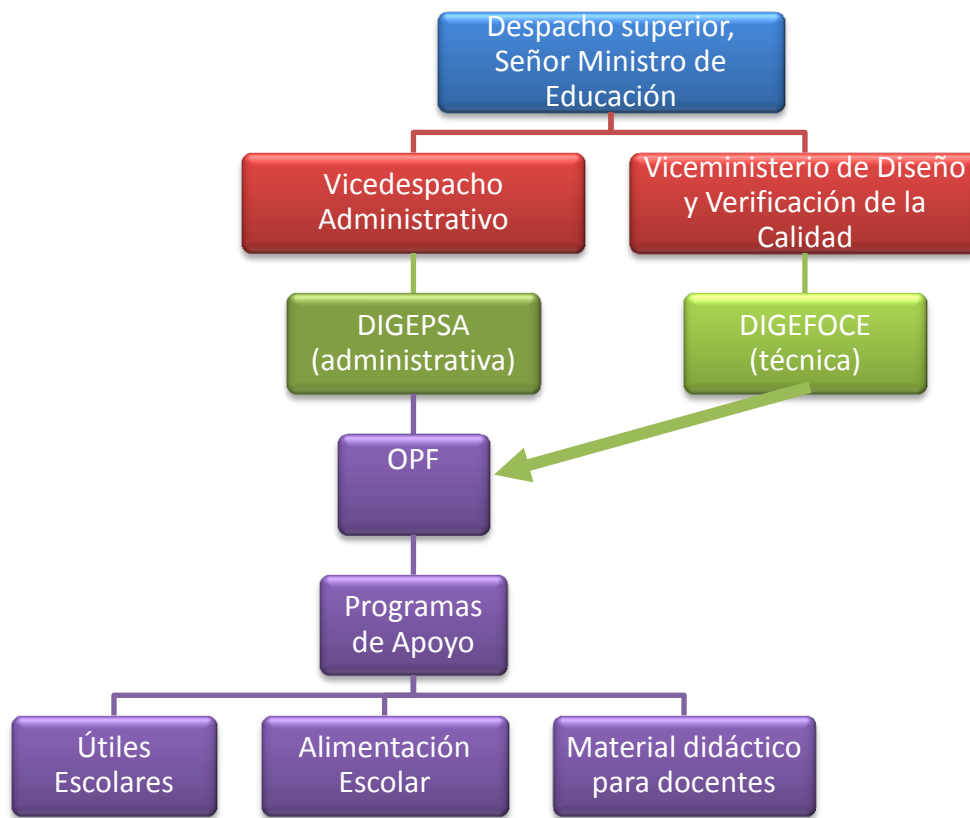 Despacho superior,
Señor Ministro de
Educación
Vicedespacho
Administrativo
Viceministerio de Diseño
y Verificación de la
Calidad
DIGEPSA
(administrativa)
DIGEFOCE
(técnica)
OPF
Programas
de Apoyo
Útiles
Escolares
Alimentación
Escolar
Material didáctico
para docentes